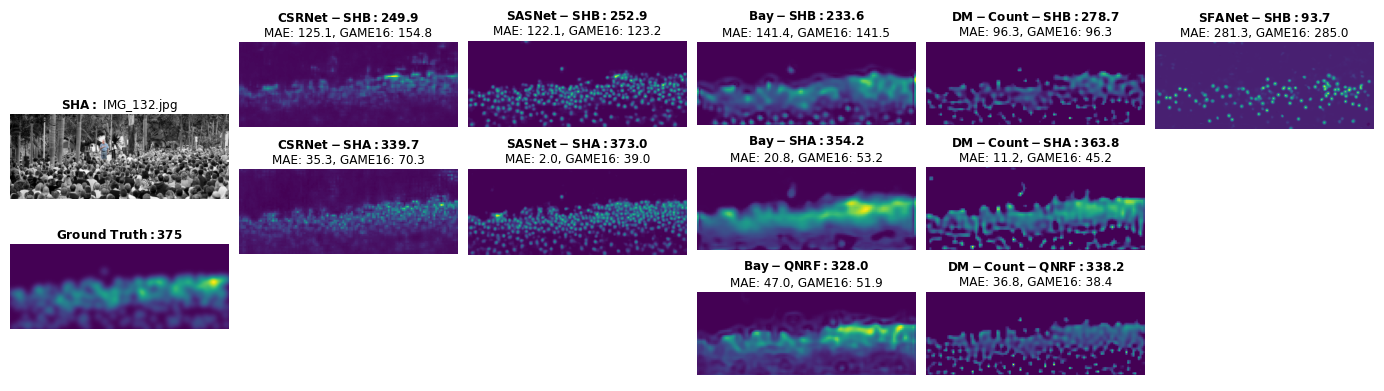 SHA: IMG_132.jpg
Ground Truth: 375
CSRNet−SHB: 249.9
MAE: 125.1, GAME16: 154.8
CSRNet−SHA: 339.7
MAE: 35.3, GAME16: 70.3
SASNet−SHB: 252.9
MAE: 122.1, GAME16: 123.2
SASNet−SHA: 373.0
MAE: 2.0, GAME16: 39.0
Bay−SHB: 233.6
MAE: 141.4, GAME16: 141.5
Bay−SHA: 354.2
MAE: 20.8, GAME16: 53.2
Bay−QNRF: 328.0
MAE: 47.0, GAME16: 51.9
DM−Count−SHB: 278.7
MAE: 96.3, GAME16: 96.3
DM−Count−SHA: 363.8
MAE: 11.2, GAME16: 45.2
DM−Count−QNRF: 338.2
MAE: 36.8, GAME16: 38.4
SFANet−SHB: 93.7
MAE: 281.3, GAME16: 285.0